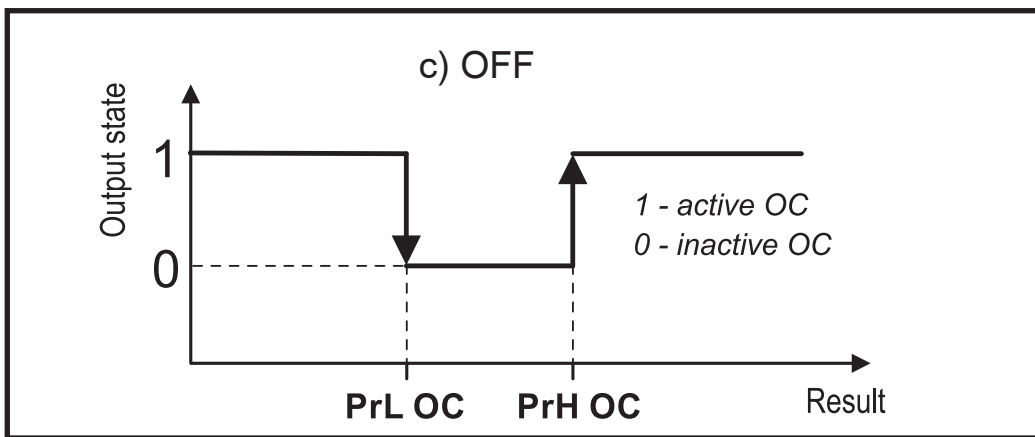 c) OFF
Output state
1
0
1 - active OC
0 - inactive OC
PrL OC
PrH OC
Result